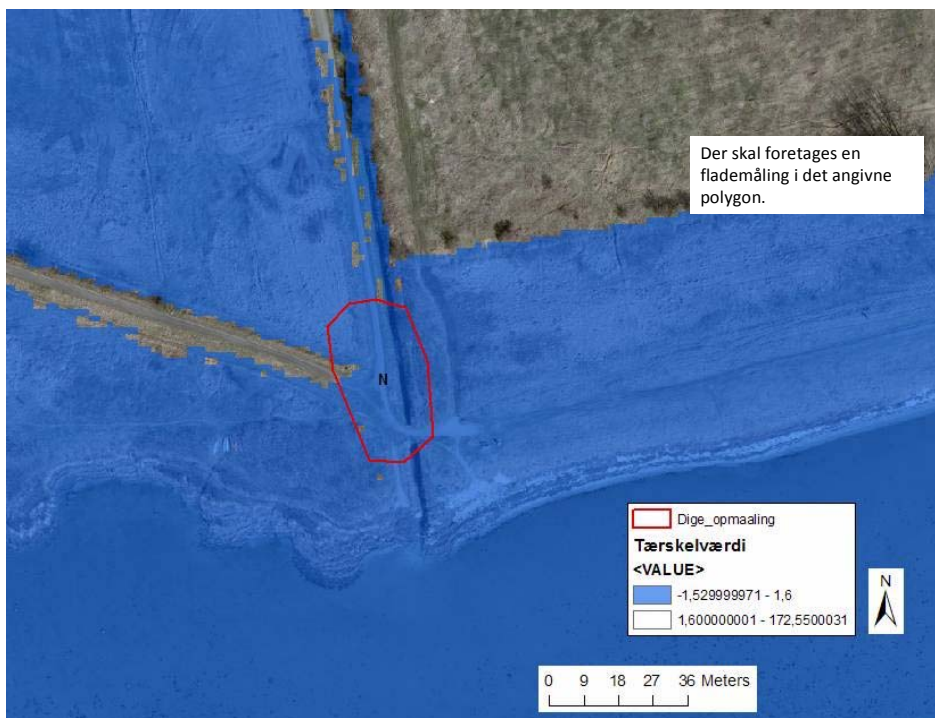 Der skal foretages en
flademåling i det angivne
polygon.
N
Dige_opmaaling
Tærskelværdi
<VALUE>
-1,529999971 - 1,6
1,600000001 - 172,5500031
N
0 9 18 27 36 Meters